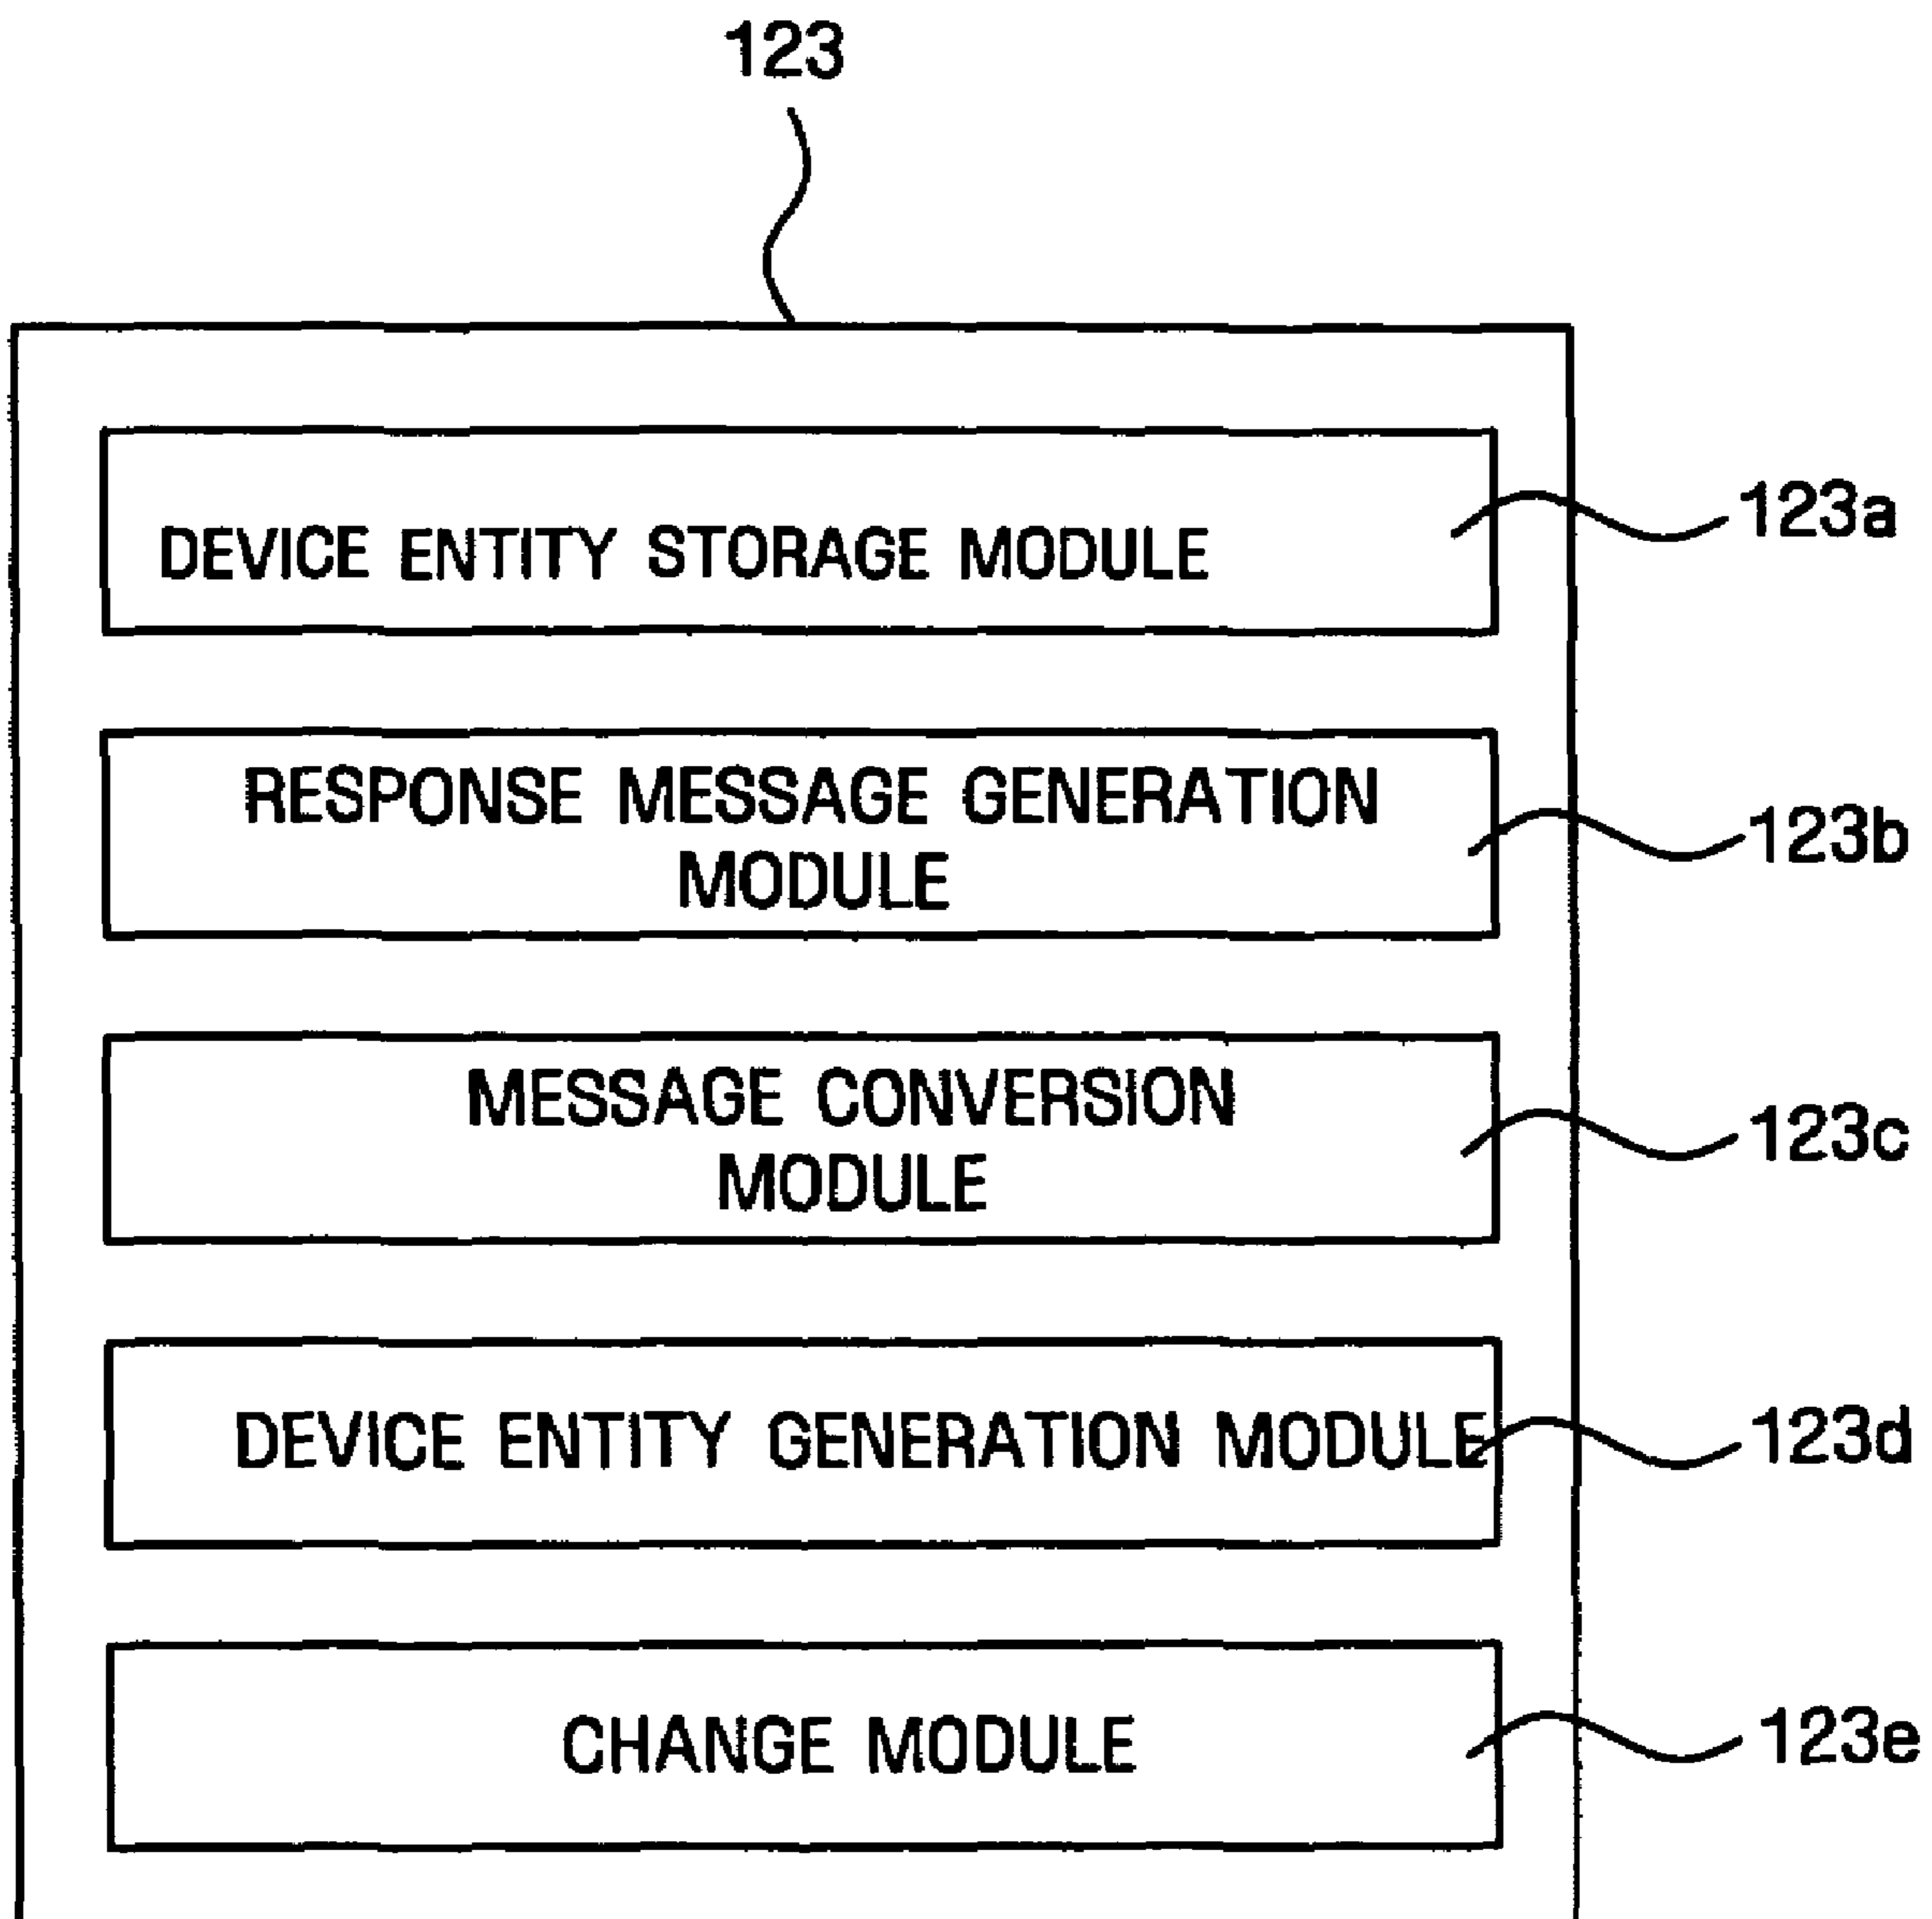 123
DEVICE ENTITY STORAGE MODULE
123a
RESPONSE MESSAGE GENERATION
MODULE
123b
MESSAGE CONVERSION
MODULE
123c
DEVICE ENTITY GENERATION MODULE
123d
CHANGE MODULE
123e